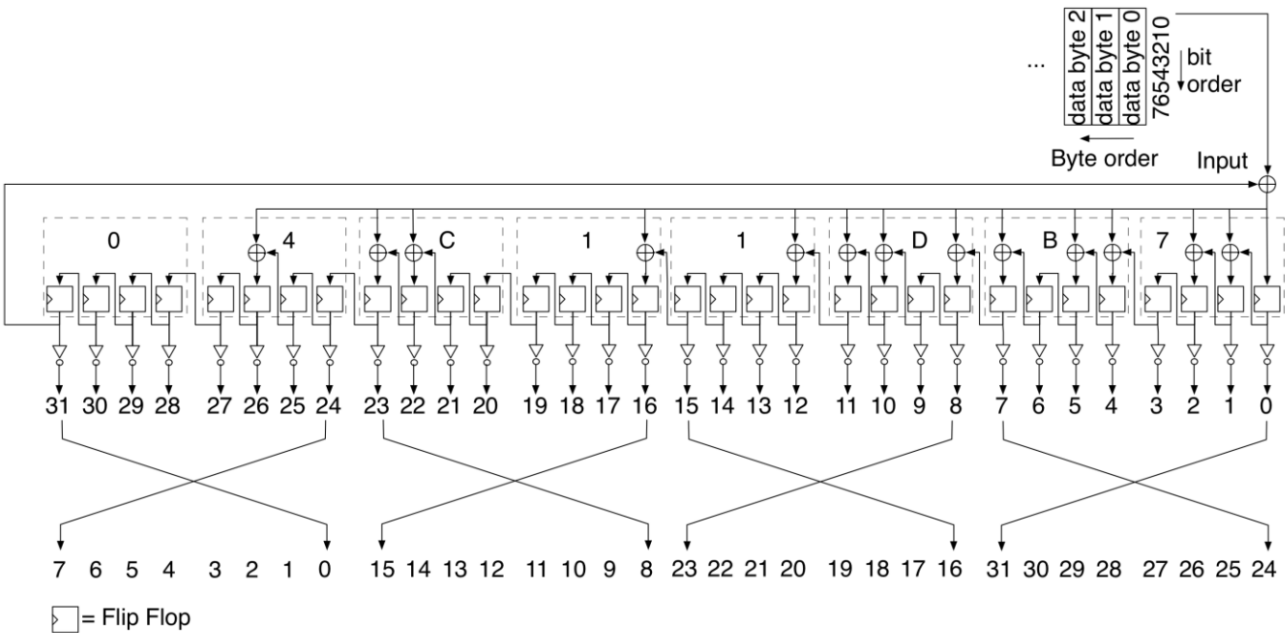 data byte 2
data byte 1
data byte 0
76543210
...
bit
order
Byte order
Input
0 4 C 1 1 D B 7
31 30 29 28 27 26 25 24 23 22 21 20 19 18 17 16 15 14 13 12 11 10 9 8 7 6 5 4 3 2 1 0
7 6 5 4 3 2 1 0 15 14 13 12 11 10 9 8 23 22 21 20 19 18 17 16 31 30 29 28 27 26 25 24
= Flip Flop